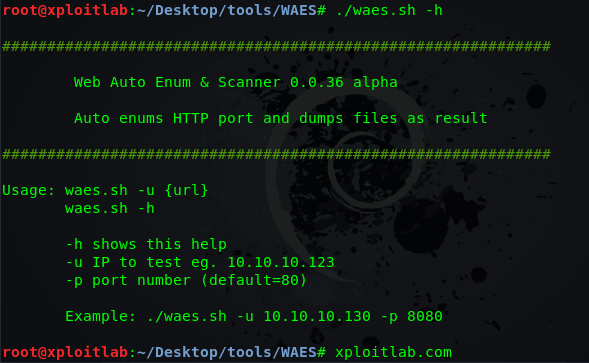 root@xploitlab:~/Desktop/tools/WAES# ./waes.sh -h
#############################################################
Web Auto Enum & Scanner 0.0.36 alpha
Auto enums HTTP port and dumps files as result
#############################################################
Usage: waes.sh -u {url}
waes.sh -h
-h shows this help
-u IP to test eg. 10.10.10.123
-p port number (default=80)
Example: ./waes.sh -u 10.10.10.130 -p 8080
root@xploitlab:~/Desktop/tools/WAES# xploitlab.com